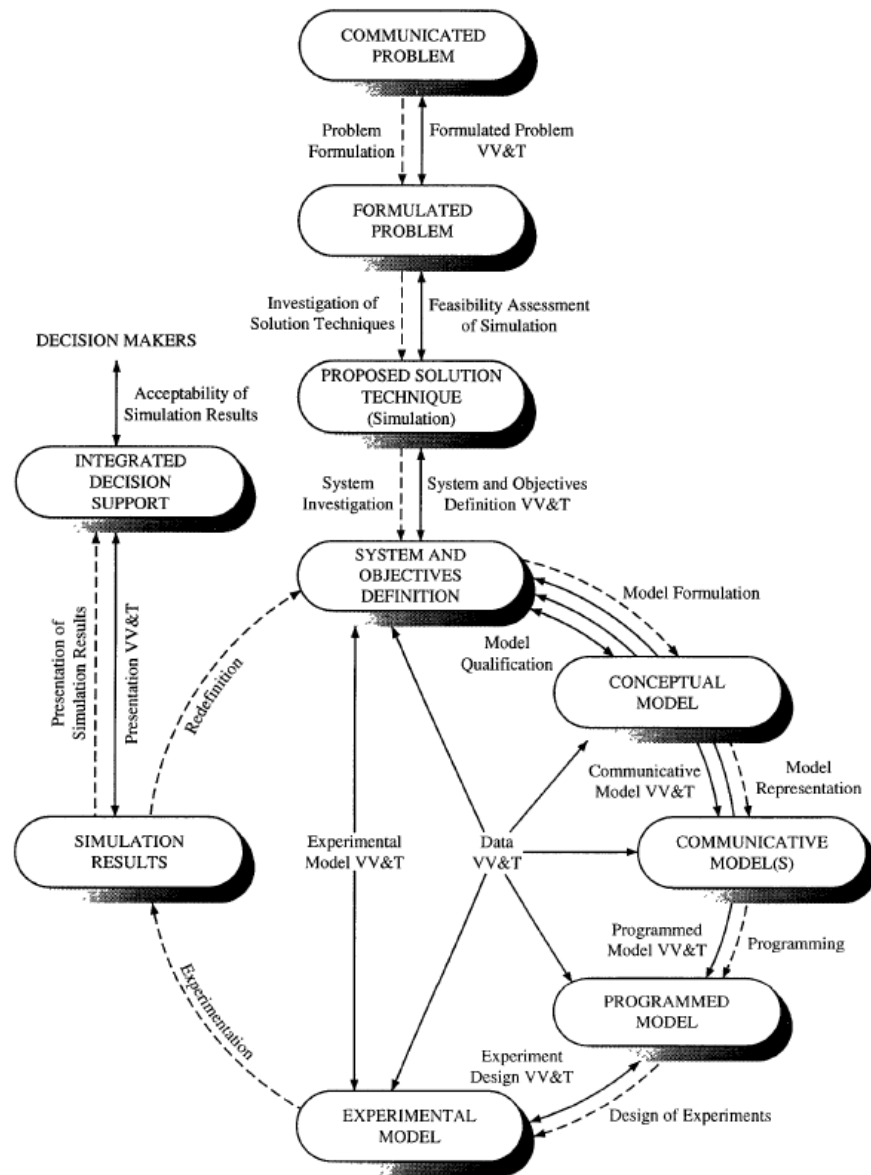 COMMUNICATED
PROBLEM
Problem
Formulation
Formulated Problem
VV&T
FORMULATED
PROBLEM
Investigation of
Solution Techniques
Feasibility Assessment
of Simulation
DECISION MAKERS
Acceptability of
Simulation Results
PROPOSED SOLUTION
TECHNIQUE
(Simulation)
INTEGRATED
DECISION
SUPPORT
System
Investigation
System and Objectives
Definition VV&T
SYSTEM AND
OBJECTIVES
DEFINITION
Model Formulation
Model
Qualification
Presentation of
Simulation Results
Presentation VV&T
Redefinition
CONCEPTUAL
MODEL
Communicative
Model VV&T
Model
Representation
SIMULATION
RESULTS
Experimental
Model VV&T
Data
VV&T
COMMUNICATIVE
MODEL(S)
Programmed
Model VV&T
Programming
Experimentation
PROGRAMMED
MODEL
Experiment
Design VV&T
Design of Experiments
EXPERIMENTAL
MODEL